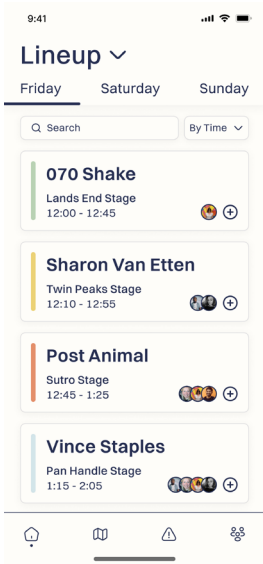 9:41
Lineup
Friday Saturday Sunday
Search By Time
070 Shake
Lands End Stage
12:00 - 12:45
Sharon Van Etten
Twin Peaks Stage
12:10 - 12:55
Post Animal
Sutro Stage
12:45 - 1:25
Vince Staples
Pan Handle Stage
1:15 - 2:05